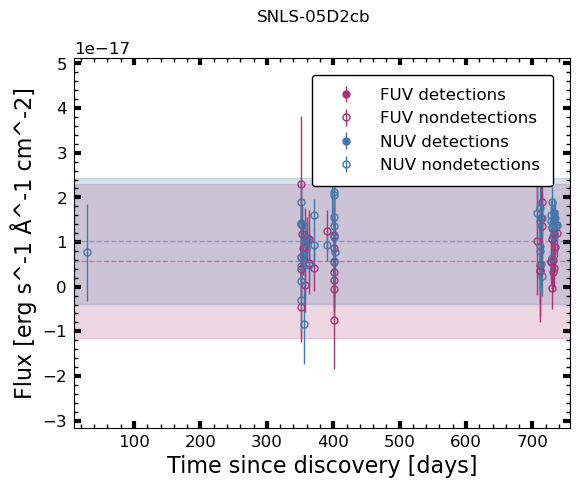 SNLS-05D2cb
1e−17
5
4
3
2
1
0
−1
−2
−3
Flux [erg s^-1 Å^-1 cm^-2]
FUV detections
FUV nondetections
NUV detections
NUV nondetections
100 200 300 400 500 600 700
Time since discovery [days]